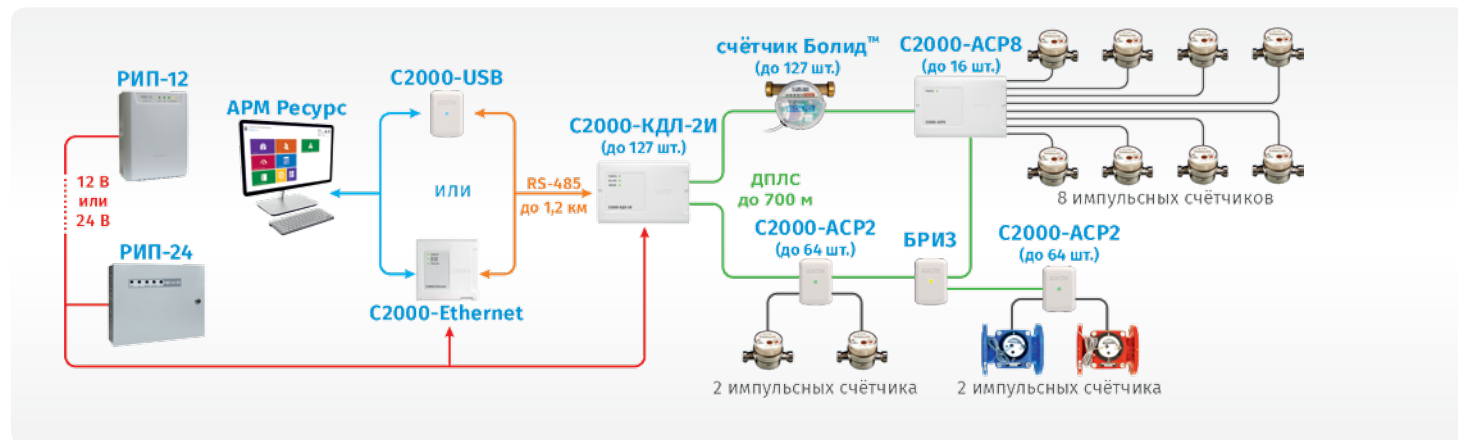 РИП-12
АРМ Ресурс
С2000-USB
12 В
или
24 В
РИП-24
или
С2000-Ethernet
RS-485
до 1,2 км
С2000-КДЛ-2И
(до 127 шт.)
счётчик Болид™
(до 127 шт.)
С2000-АСР8
(до 16 шт.)
8 импульсных счётчиков
ДПЛС
до 700 м
С2000-АСР2
(до 64 шт.)
БРИЗ
С2000-АСР2
(до 64 шт.)
2 импульсных счётчика
2 импульсных счётчика